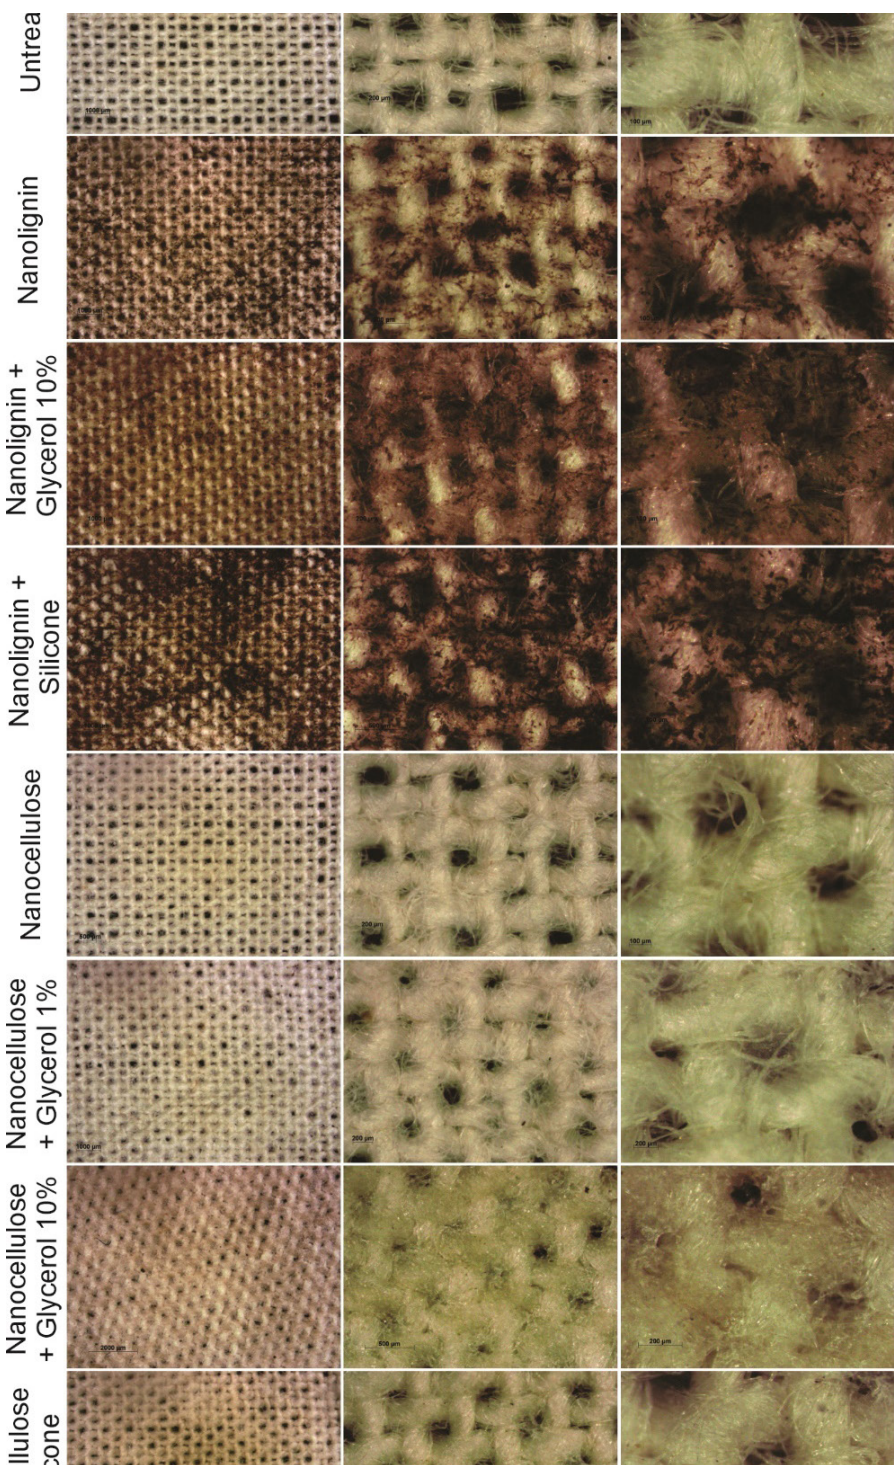 Untrea
1000 µm
200 µm
100 µm
Nanolignin
Nanolignin +
Glycerol 10%
Nanolignin +
Silicone
Nanocellulose
200 µm
100 µm
Nanocellulose
+ Glycerol 1%
1000 µm
200 µm
200 µm
Nanocellulose
+ Glycerol 10%
2000 µm
500 µm
200 µm
llulose
cone